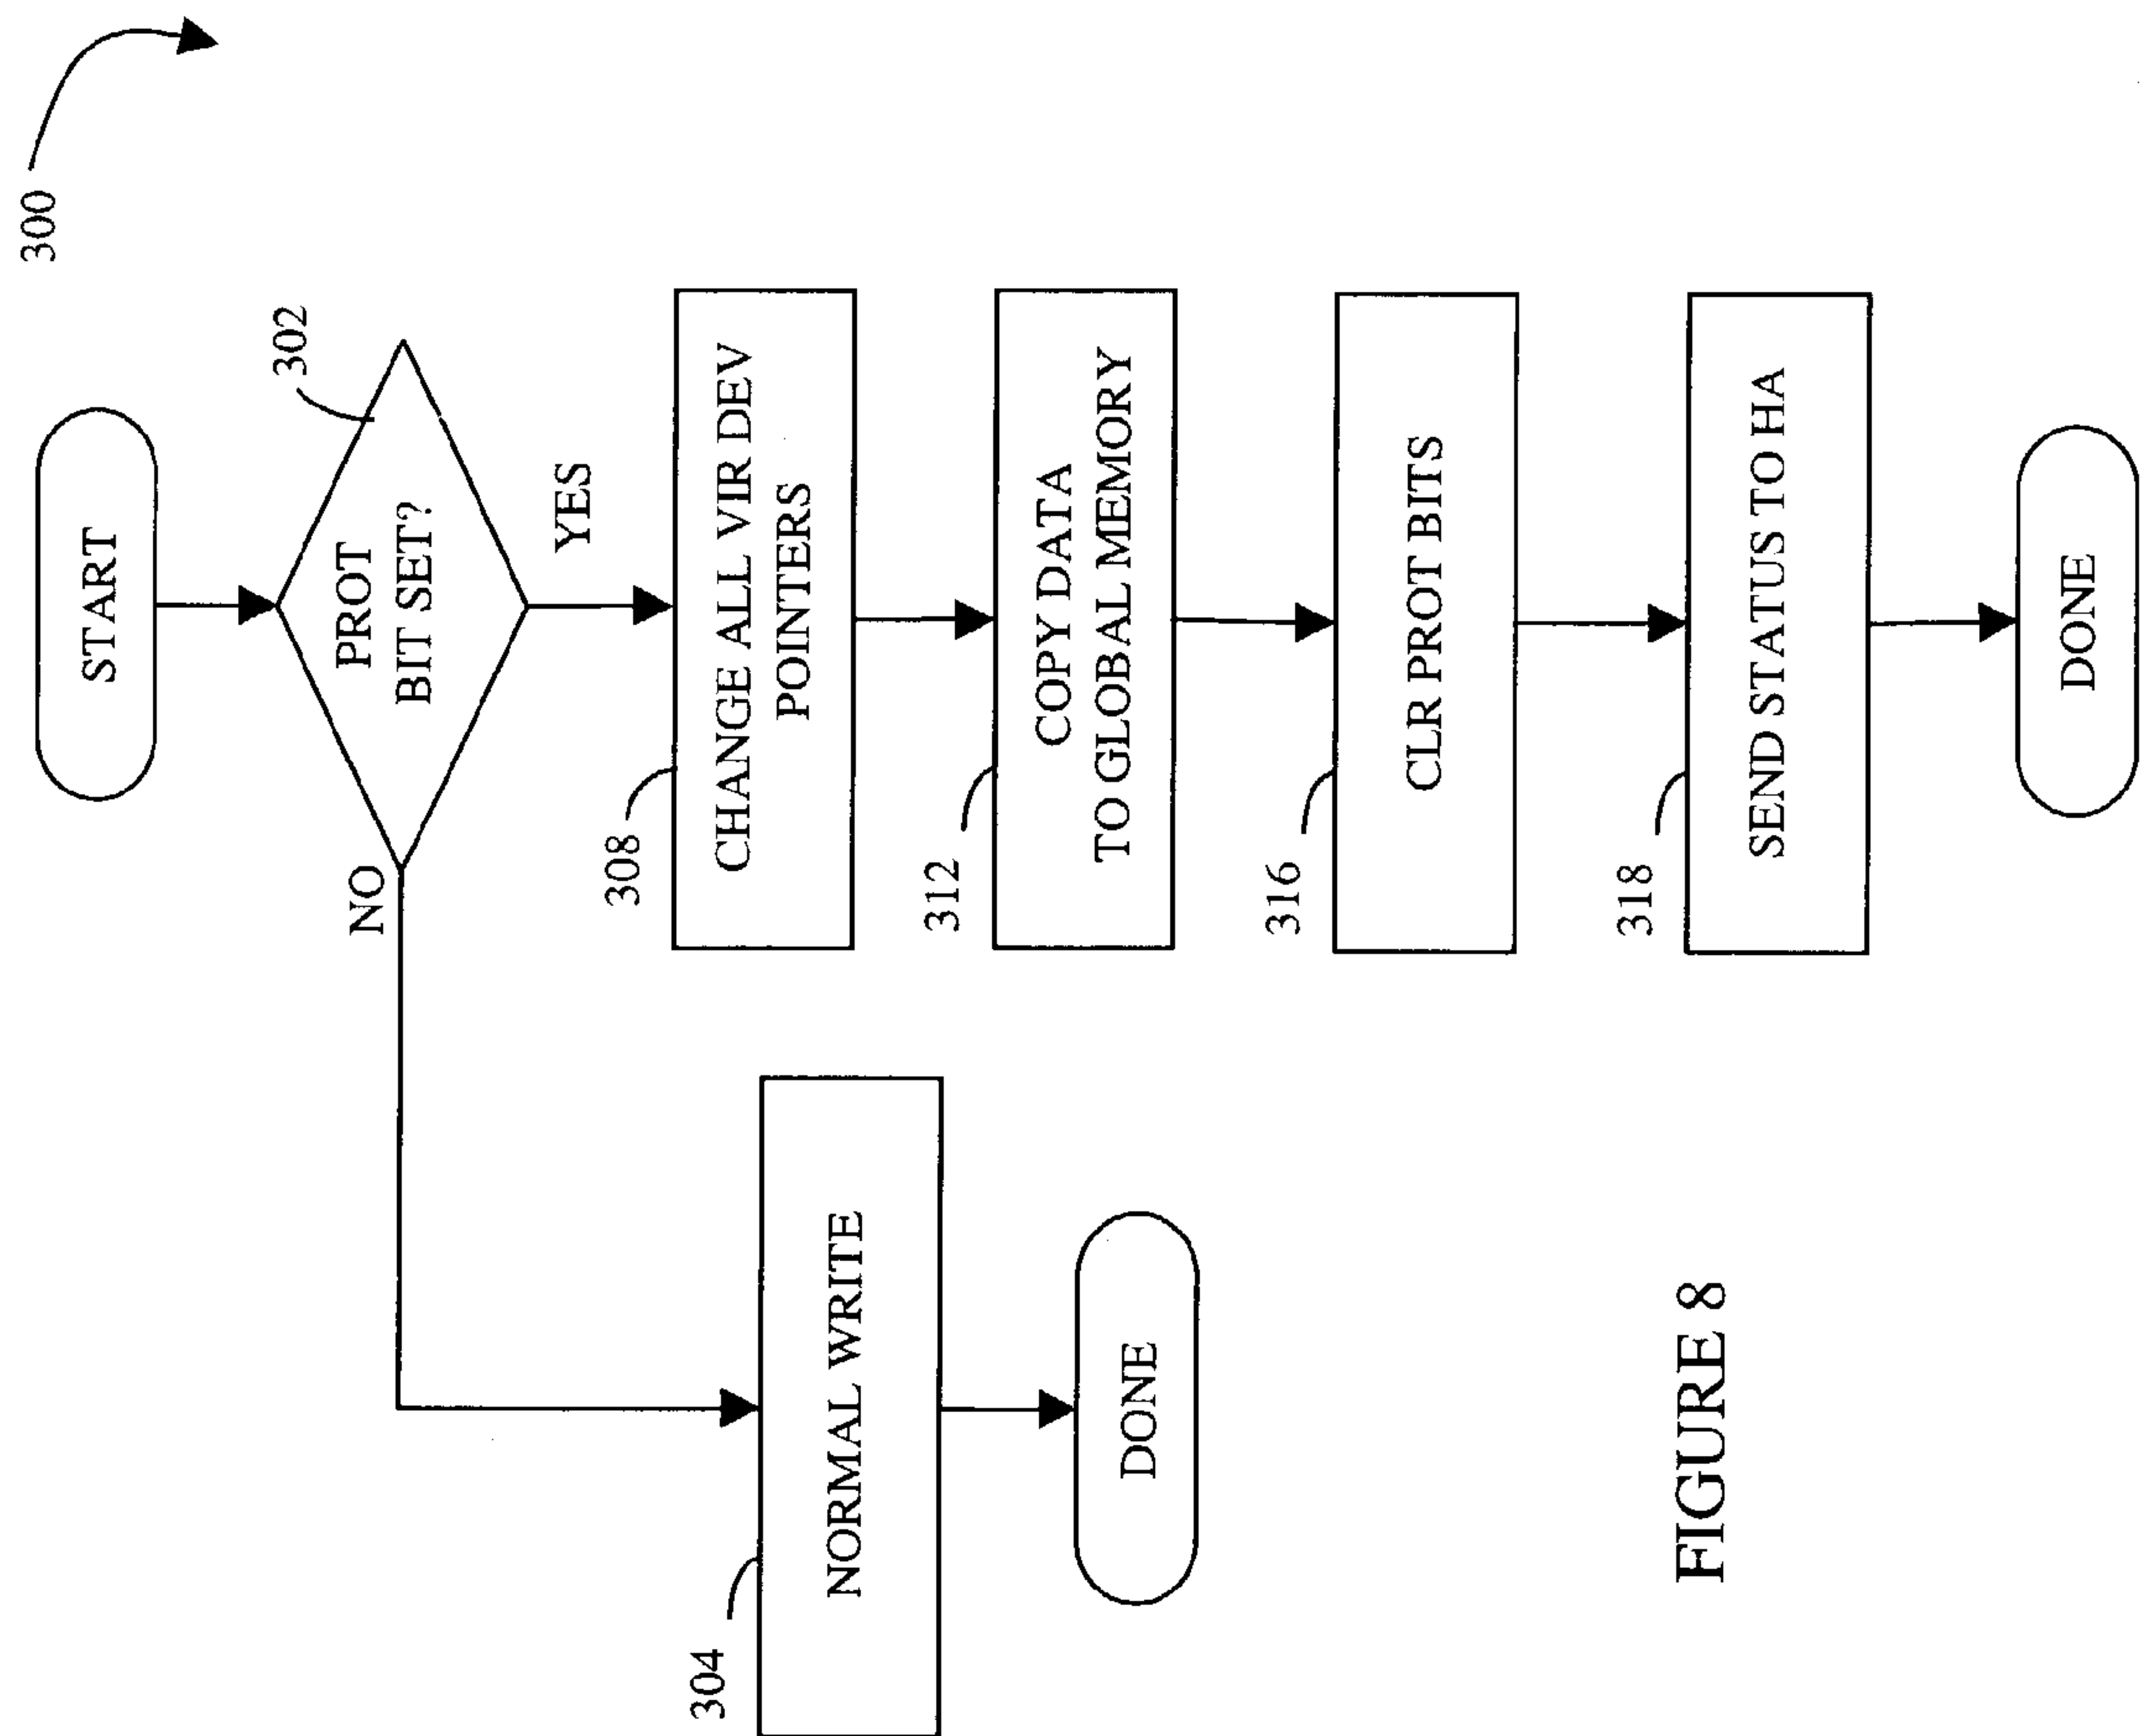 300
START
302
PROT
BIT SET?
NO
YES
308
CHANGE ALL VIR DEV
POINTERS
312
COPY DATA
TO GLOBAL MEMORY
316
CLR PROT BITS
318
SEND STATUS TO HA
DONE
304
NORMAL WRITE
DONE
FIGURE 8